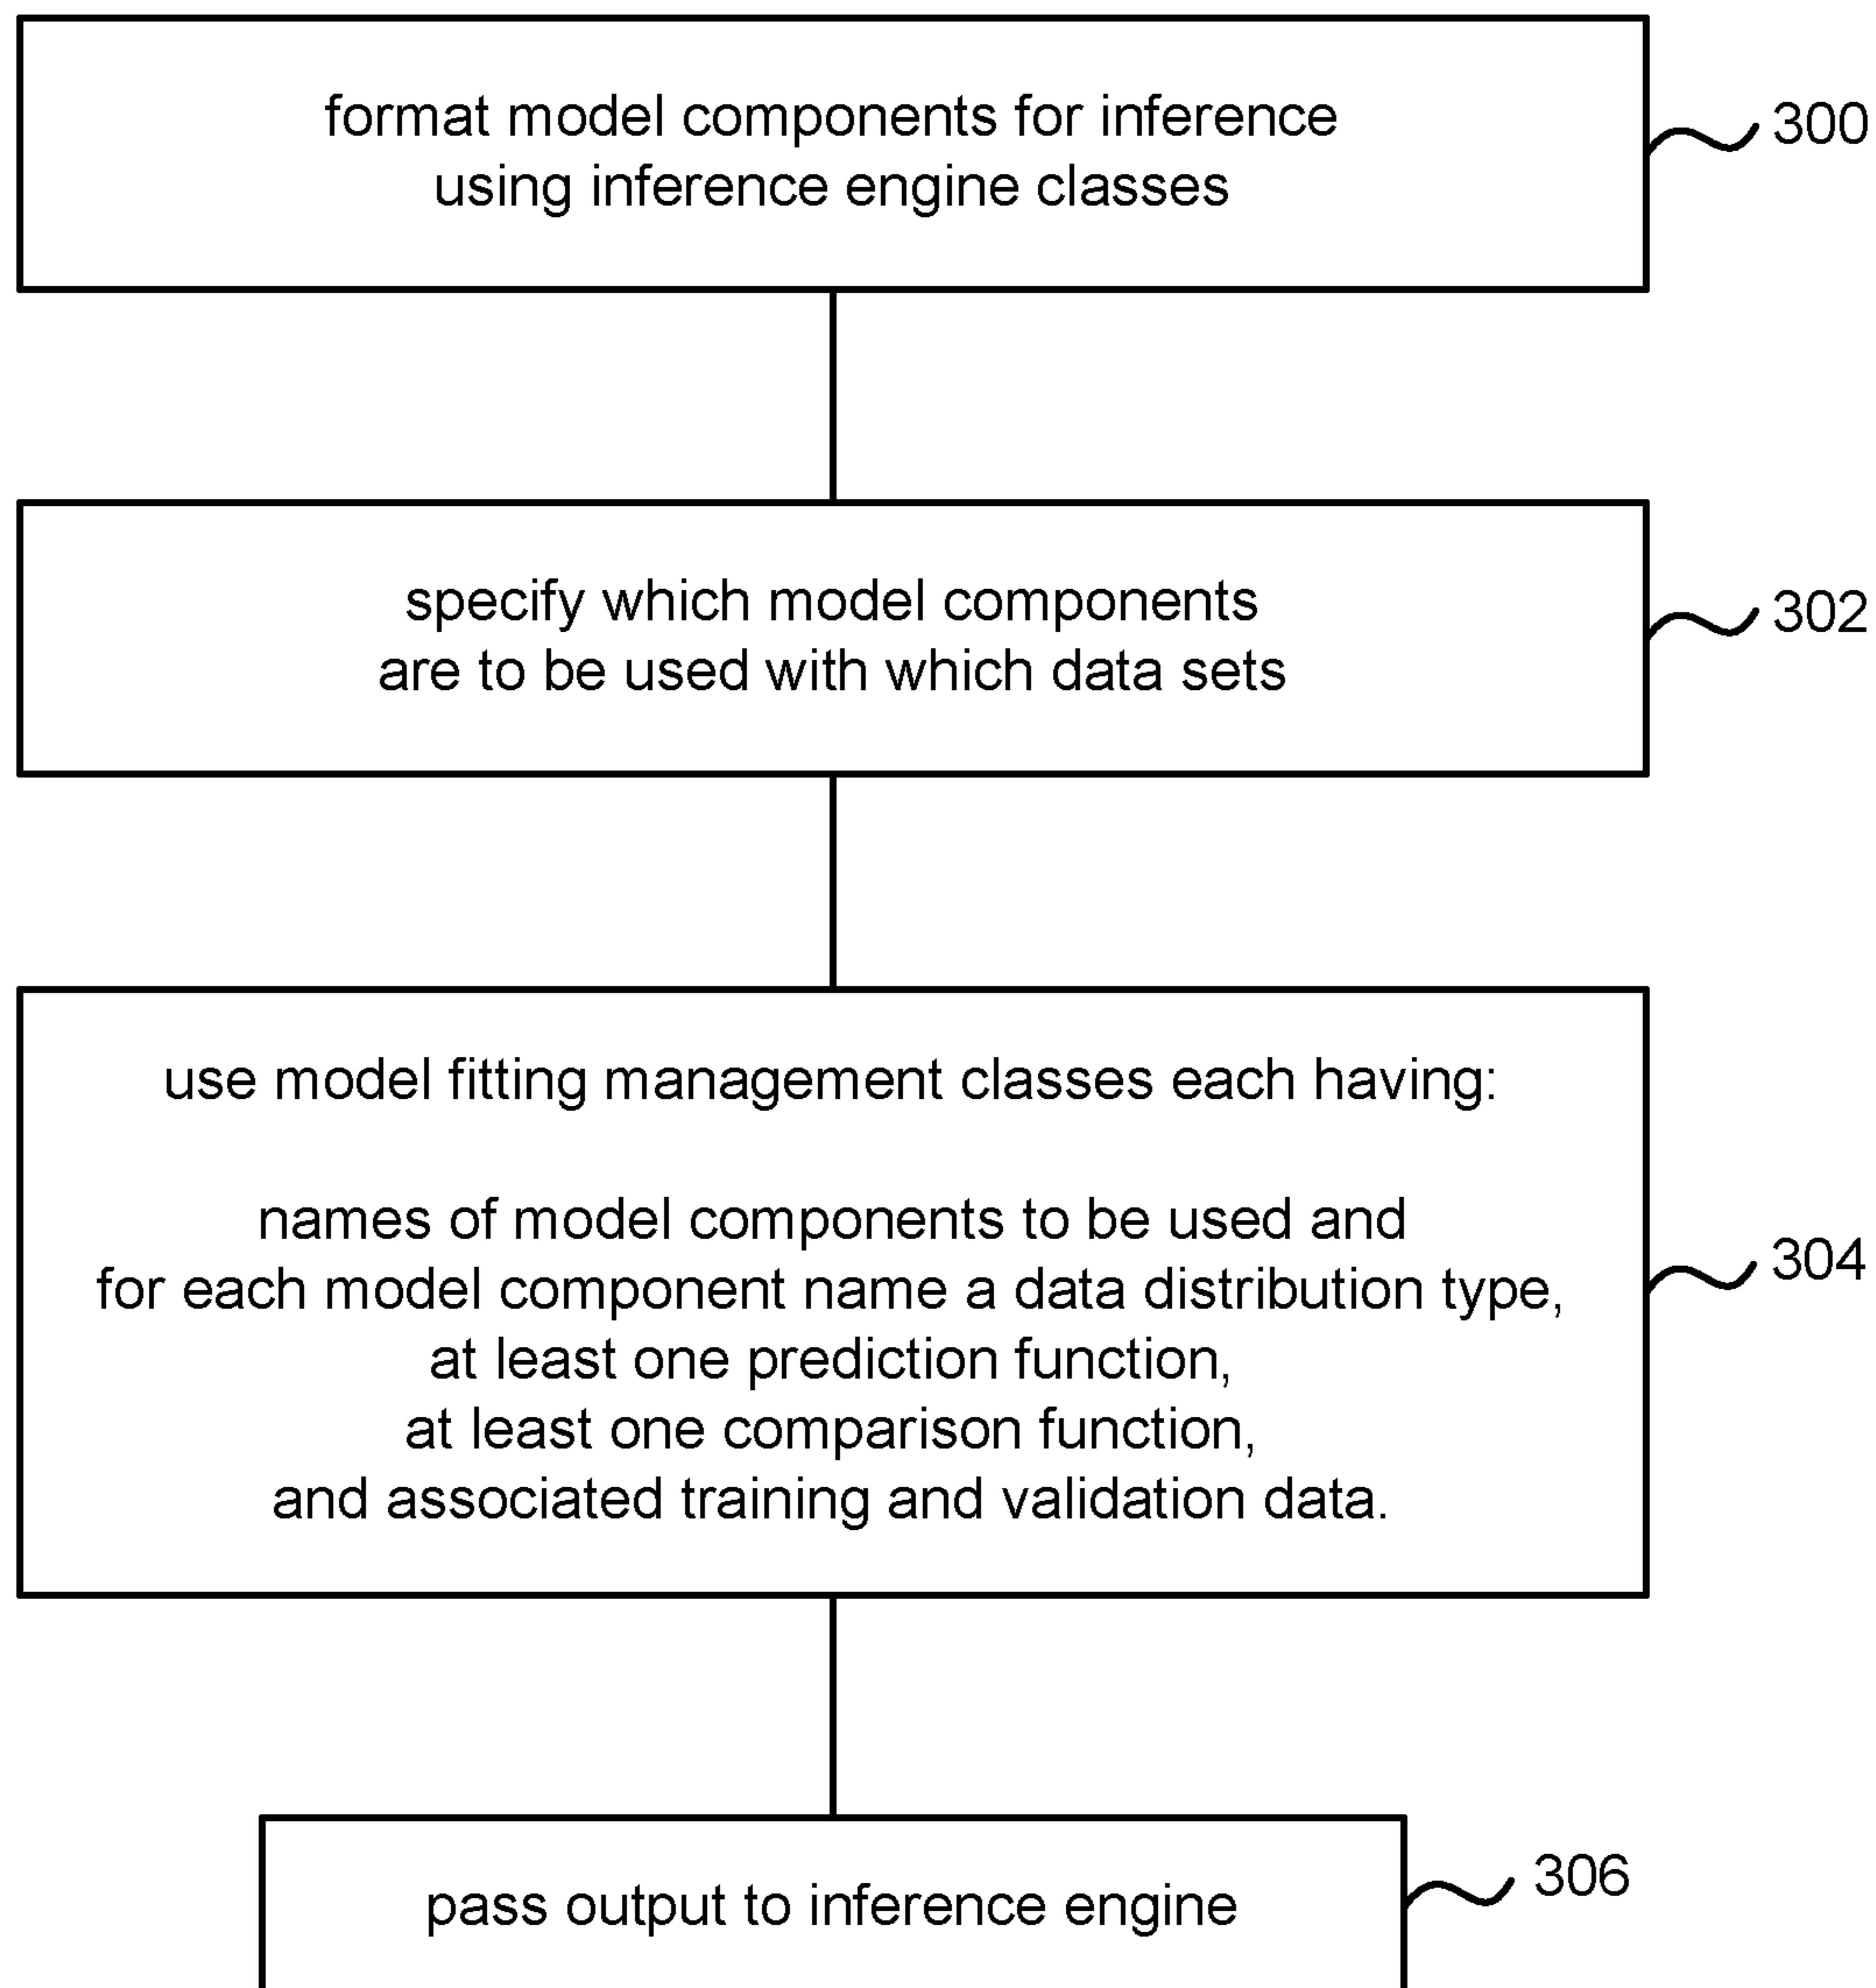 format model components for inference
using inference engine classes
300
specify which model components
are to be used with which data sets
302
use model fitting management classes each having:
names of model components to be used and
for each model component name a data distribution type,
at least one prediction function,
at least one comparison function,
and associated training and validation data.
304
pass output to inference engine
306